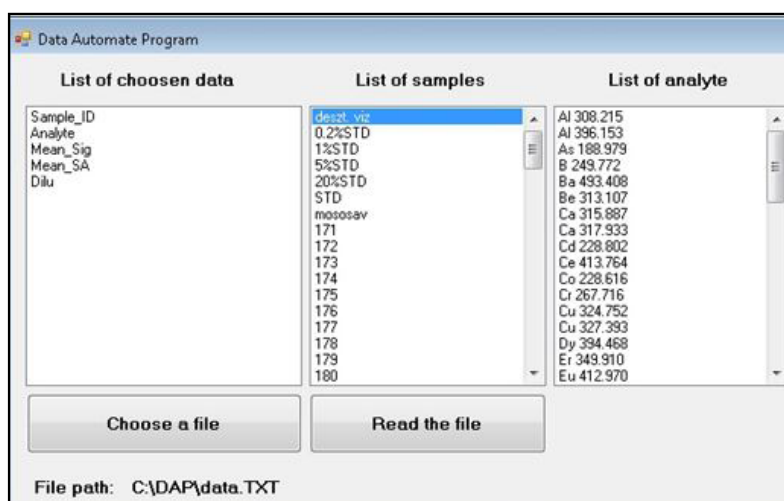 Data Automate Program
List of choosen data
Sample_ID
Analyte
Mean_Sig
Mean_SA
Dilu
List of samples
deszt. viz
0,2%STD
1%STD
5%STD
20%STD
STD
mososav
171
172
173
174
175
176
177
178
179
180
List of analyte
Al 308.215
Al 396.153
As 188.979
B 249.772
Ba 493.408
Be 313.107
Ca 315.887
Ca 317.933
Cd 228.802
Ce 413.764
Co 228.616
Cr 267.716
Cu 324.752
Cu 327.393
Dy 394.468
Er 349.910
Eu 412.970
Choose a file
Read the file
File path: C:\DAP\data.TXT